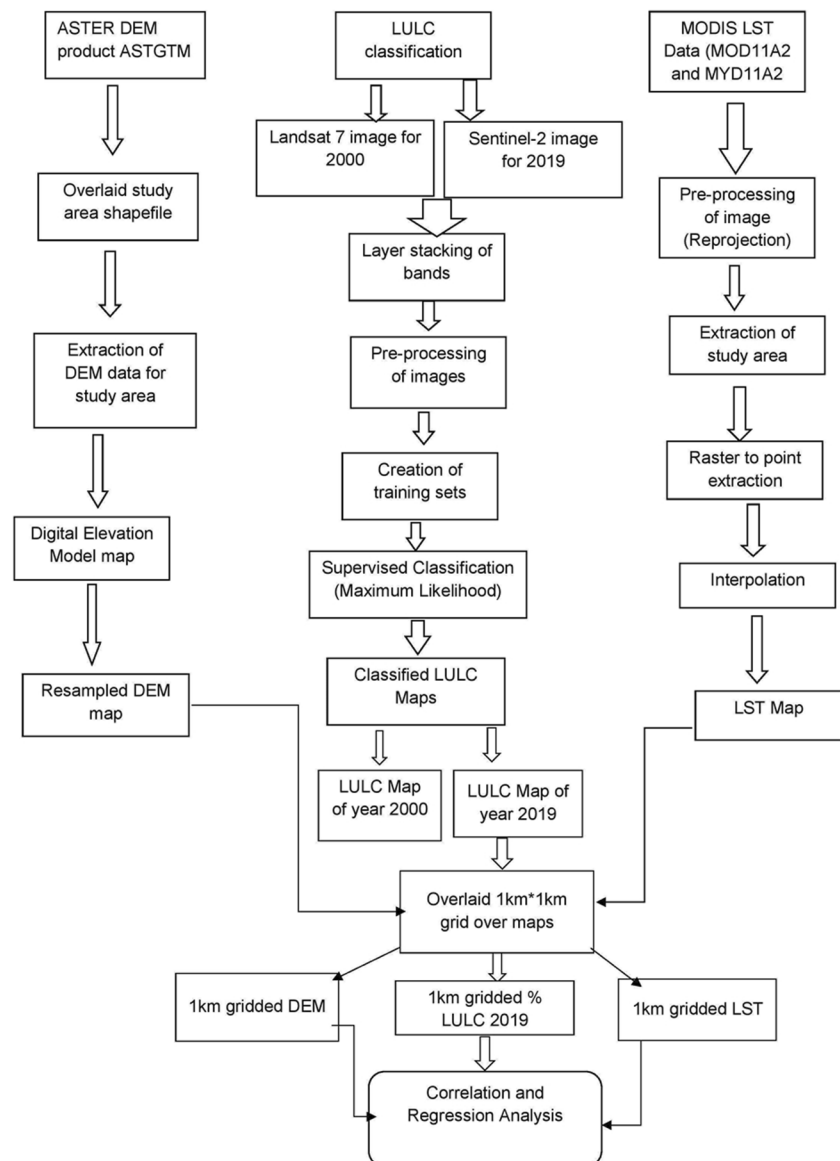 ASTER DEM
product ASTGTM
Overlaid study
area shapefile
Extraction of
DEM data for
study area
Digital Elevation
Model map
Resampled DEM
map
LULC
classification
Landsat 7 image for
2000
Sentinel-2 image
for 2019
Layer stacking of
bands
Pre-processing
of images
Creation of
training sets
Supervised Classification
(Maximum Likelihood)
Classified LULC
Maps
LULC Map
of year 2000
LULC Map of
year 2019
MODIS LST
Data (MOD11A2
and MYD11A2
Pre-processing
of image
(Reprojection)
Extraction of
study area
Raster to point
extraction
Interpolation
LST Map
Overlaid 1km*1km
grid over maps
1km gridded DEM
1km gridded %
LULC 2019
1km gridded LST
Correlation and
Regression Analysis